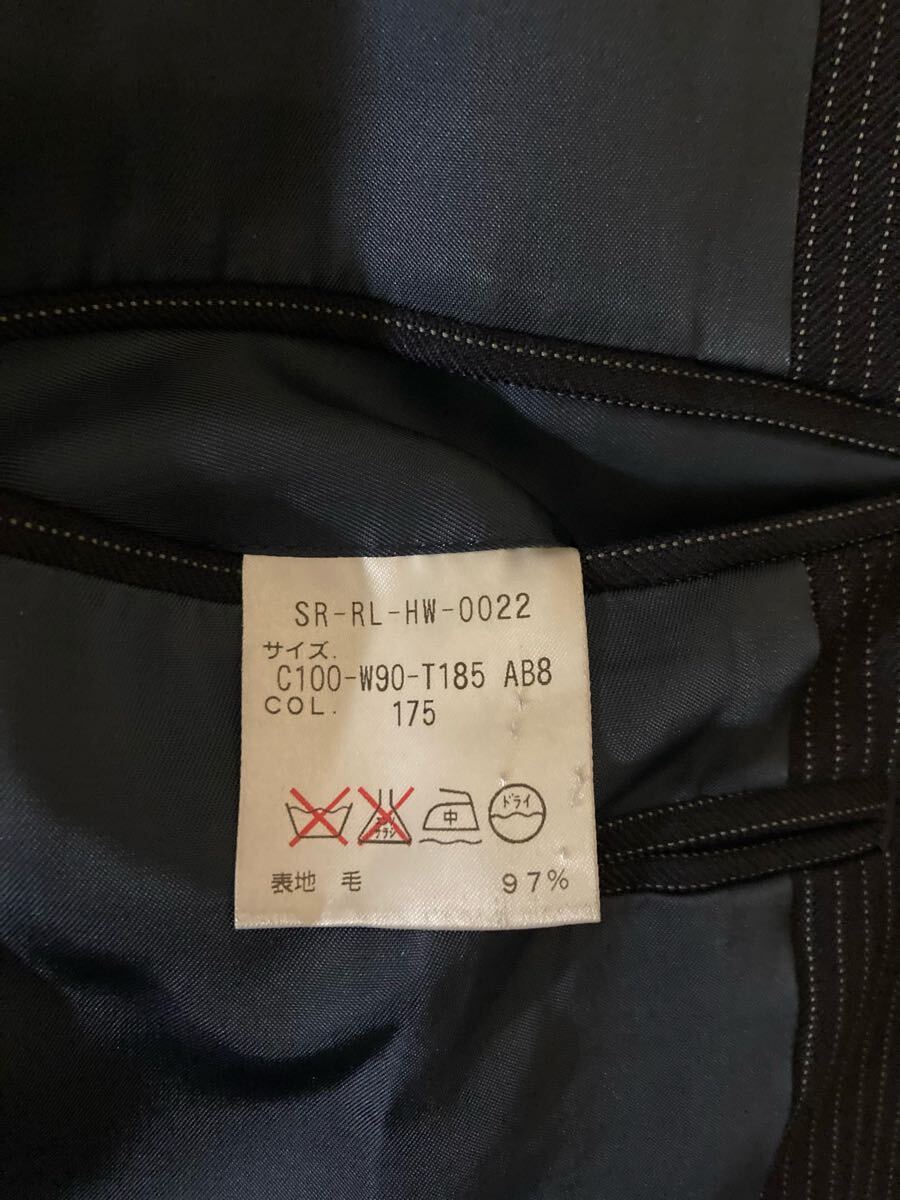 SR-RL-HW-0022
サイズ.
C100-W90-T185 AB8
COL. 175
中 ドライ
表地 毛 97%